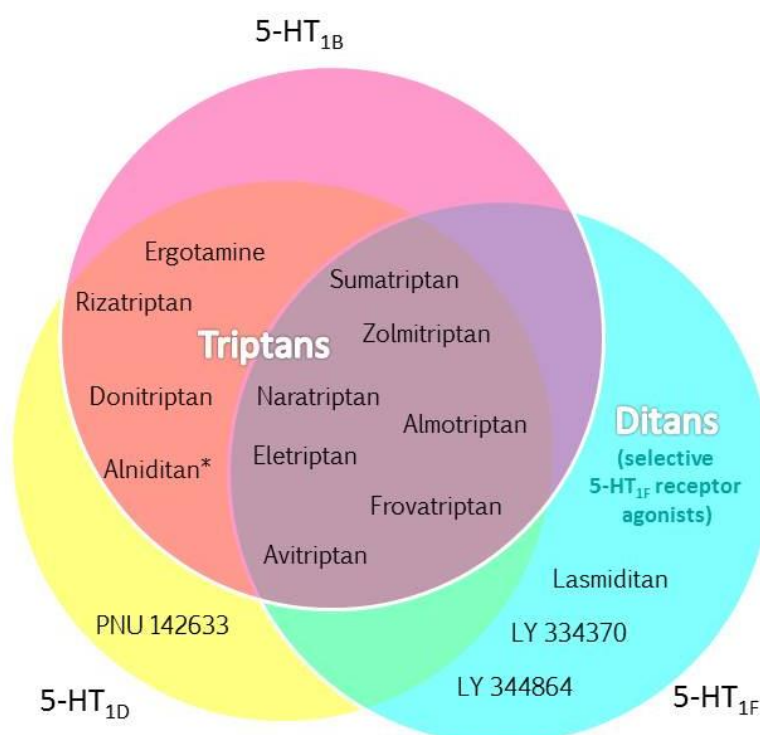 5-HT1B
Ergotamine
Sumatriptan
Rizatriptan
Zolmitriptan
Triptans
Donitriptan
Naratriptan
Almotriptan
Ditans
(selective
5-HT1F receptor
agonists)
Alniditan*
Eletriptan
Frovatriptan
Avitriptan
Lasmiditan
PNU 142633
LY 334370
LY 344864
5-HT1D
5-HT1F